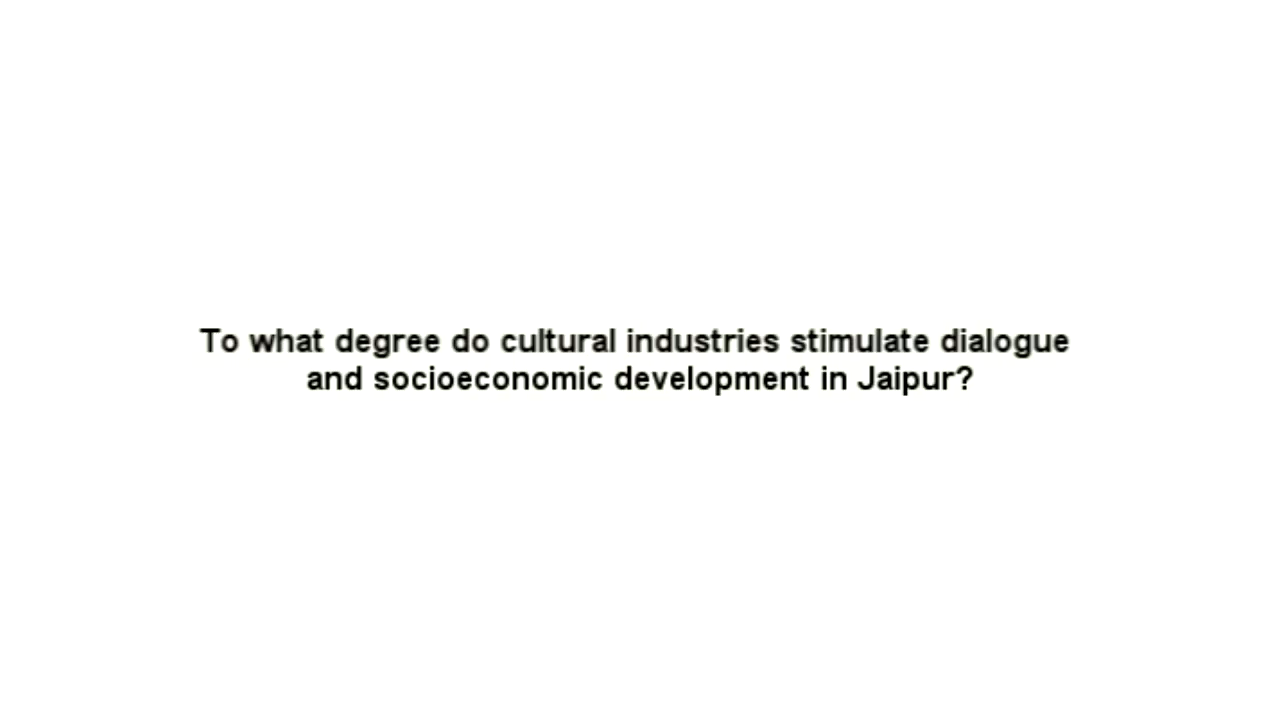 To what degree do cultural industries stimulate dialogue
and socioeconomic development in Jaipur?